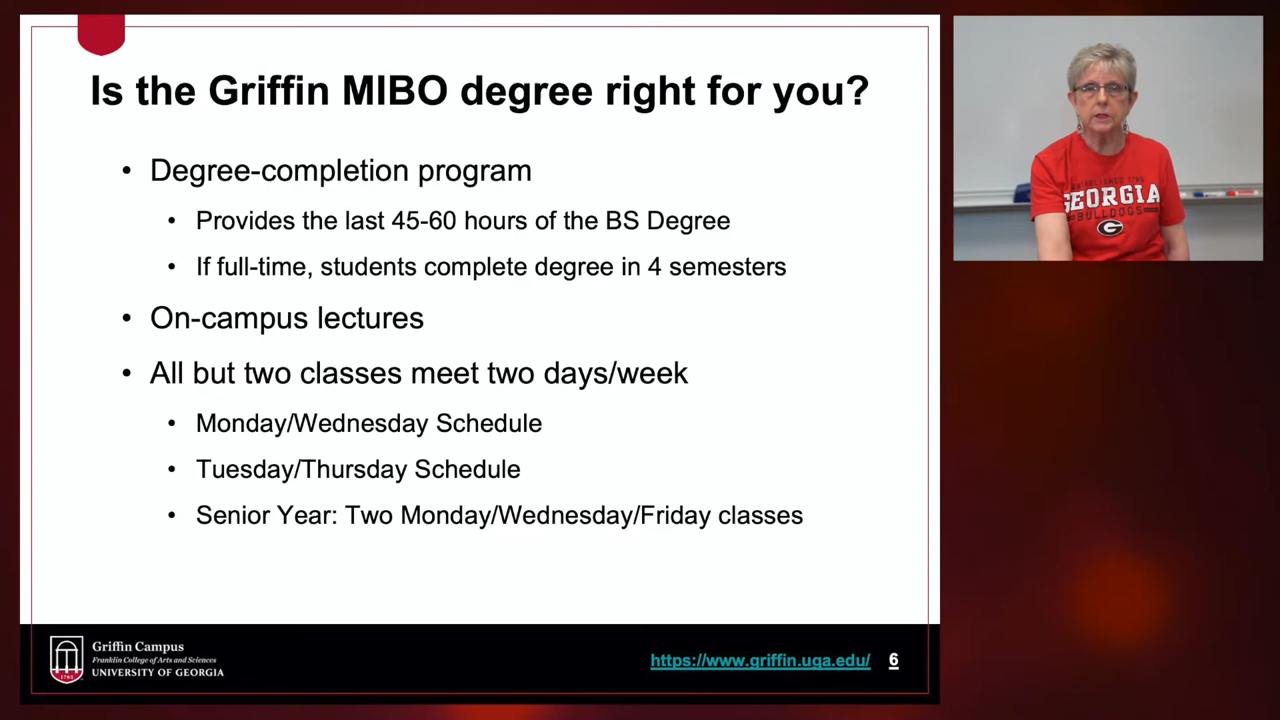 Is the Griffin MIBO degree right for you?
• Degree-completion program
• Provides the last 45-60 hours of the BS Degree
• If full-time, students complete degree in 4 semesters
• On-campus lectures
• All but two classes meet two days/week
• Monday/Wednesday Schedule
• Tuesday/Thursday Schedule
• Senior Year: Two Monday/Wednesday/Friday classes
Griffin Campus
Franklin College of Arts and Sciences
UNIVERSITY OF GEORGIA
1785
https://www.griffin.uga.edu/ 6
ESTABLISHED 1785
GEORGIA
BULLDOGS
G